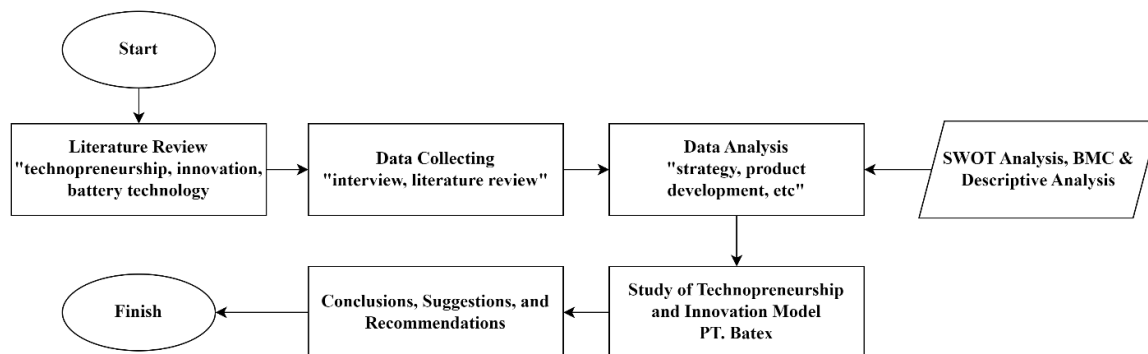 Start
Literature Review
"technopreneurship, innovation,
battery technology
Data Collecting
"interview, literature review"
Data Analysis
"strategy, product
development, etc"
SWOT Analysis, BMC &
Descriptive Analysis
Study of Technopreneurship
and Innovation Model
PT. Batex
Conclusions, Suggestions, and
Recommendations
Finish